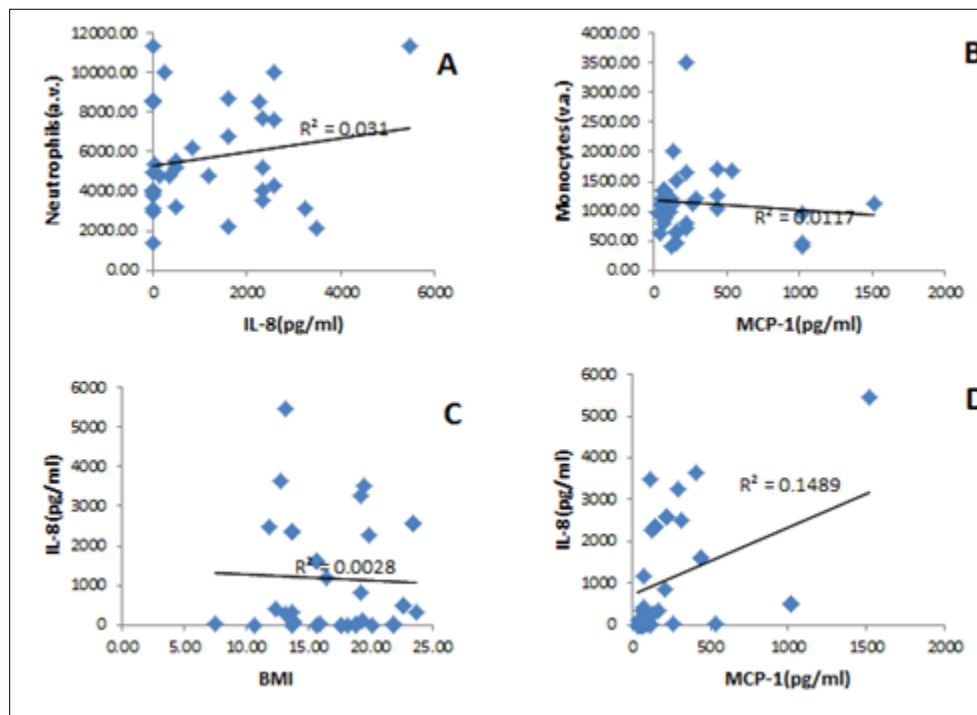 12000.00
10000.00
8000.00
6000.00
4000.00
2000.00
0.00
Neutrophils(a.v.)
A
R² = 0.031
0 2000 4000 6000
IL-8(pg/ml)
4000.00
3500.00
3000.00
2500.00
2000.00
1500.00
1000.00
500.00
0.00
Monocytes(v.a.)
B
R² = 0.0117
0 500 1000 1500 2000
MCP-1(pg/ml)
6000
5000
4000
3000
2000
1000
0
IL-8(pg/ml)
C
R² = 0.0028
0.00 5.00 10.00 15.00 20.00 25.00
BMI
6000
5000
4000
3000
2000
1000
0
IL-8(pg/ml)
D
R² = 0.1489
0 500 1000 1500 2000
MCP-1(pg/ml)